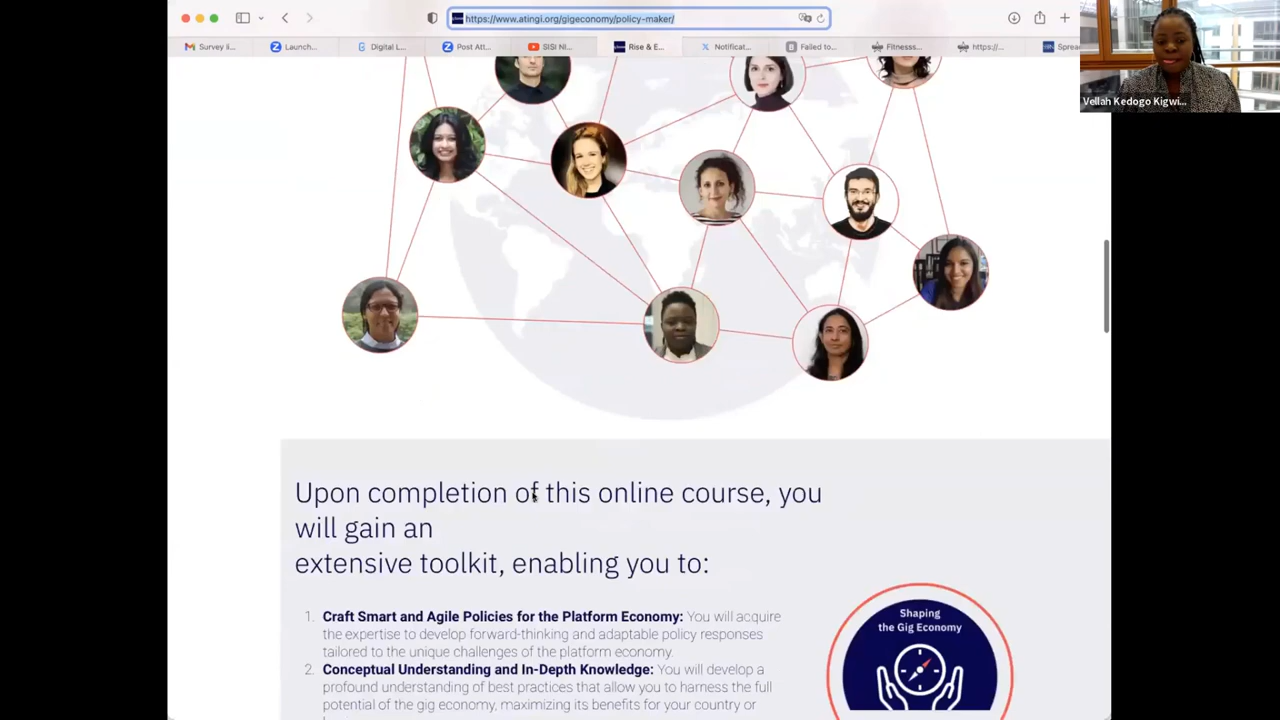 https://www.atingi.org/gigeconomy/policy-maker/
Survey li...
Launch...
Digital L...
Post Att...
SISI NI...
Rise & E...
Notificat...
Failed to...
Fitnesss...
https://...
Sprea
Vellah Kedogo Kigwi...
Upon completion of this online course, you
will gain an
extensive toolkit, enabling you to:
1. Craft Smart and Agile Policies for the Platform Economy: You will acquire
the expertise to develop forward-thinking and adaptable policy responses
tailored to the unique challenges of the platform economy.
2. Conceptual Understanding and In-Depth Knowledge: You will develop a
profound understanding of best practices that allow you to harness the full
potential of the gig economy, maximizing its benefits for your country or
Shaping
the Gig Economy